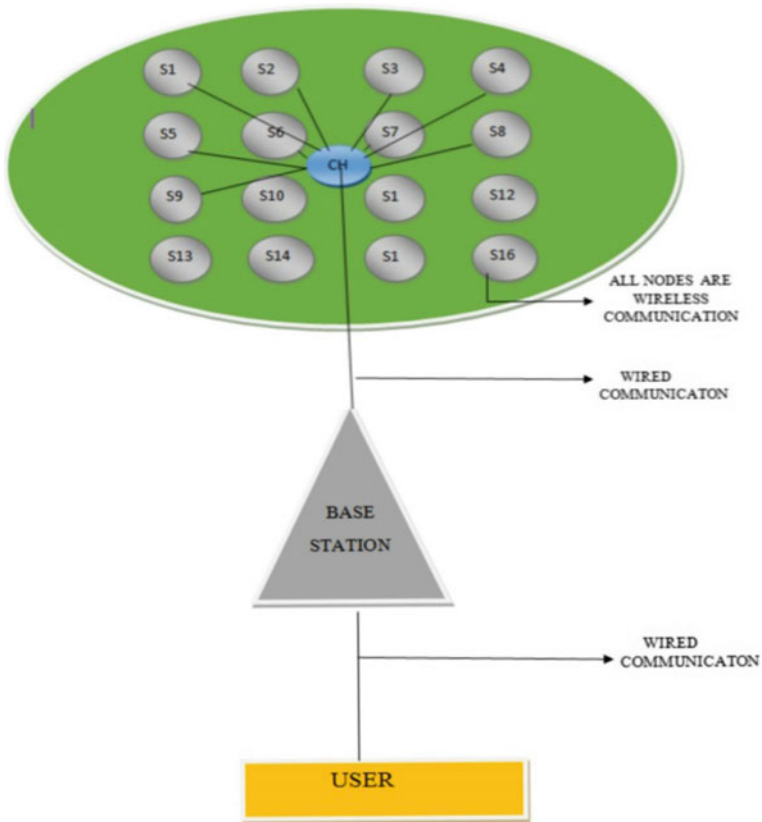 S1 S2 S3 S4
S5 S6 S7 S8
CH
S9 S10 S1 S12
S13 S14 S1 S16
ALL NODES ARE
WIRELESS
COMMUNICATION
WIRED
COMMUNICATON
BASE
STATION
WIRED
COMMUNICATON
USER